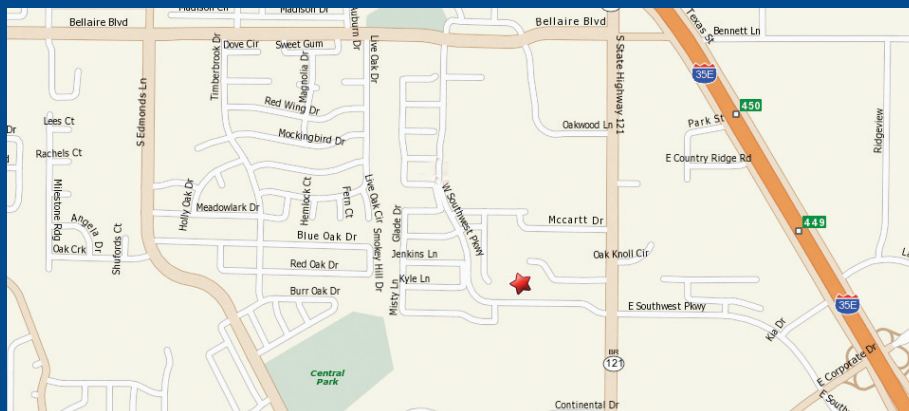 Madison Cir
Madison Dr
Bellaire Blvd
Bellaire Blvd
Bennett Ln
Texas St
Auburn Dr
Dove Cir
Sweet Gum
Timberbrook Dr
Magnolia Dr
Live Oak Dr
S State Highway 121
35E
450
S Edmonds Ln
Red Wing Dr
Lees Ct
Mockingbird Dr
Oakwood Ln
Park St
Ridgeview
Dr
Rachels Ct
E Country Ridge Rd
Milestone Rdg
Holly Oak Dr
Hemlock Ct
Fern Ct
Live Oak Cir
W Southwest Pkwy
Meadowlark Dr
Angela Dr
Shufords Ct
Glade Dr
Mccartt Dr
449
Blue Oak Dr
Smokey Hill Dr
Oak Crk
Jenkins Ln
Oak Knoll Cir
Red Oak Dr
Kyle Ln
Misty Ln
Burr Oak Dr
E Southwest Pkwy
35E
Kia Dr
BR
121
Central
Park
E Corporate Dr
Continental Dr